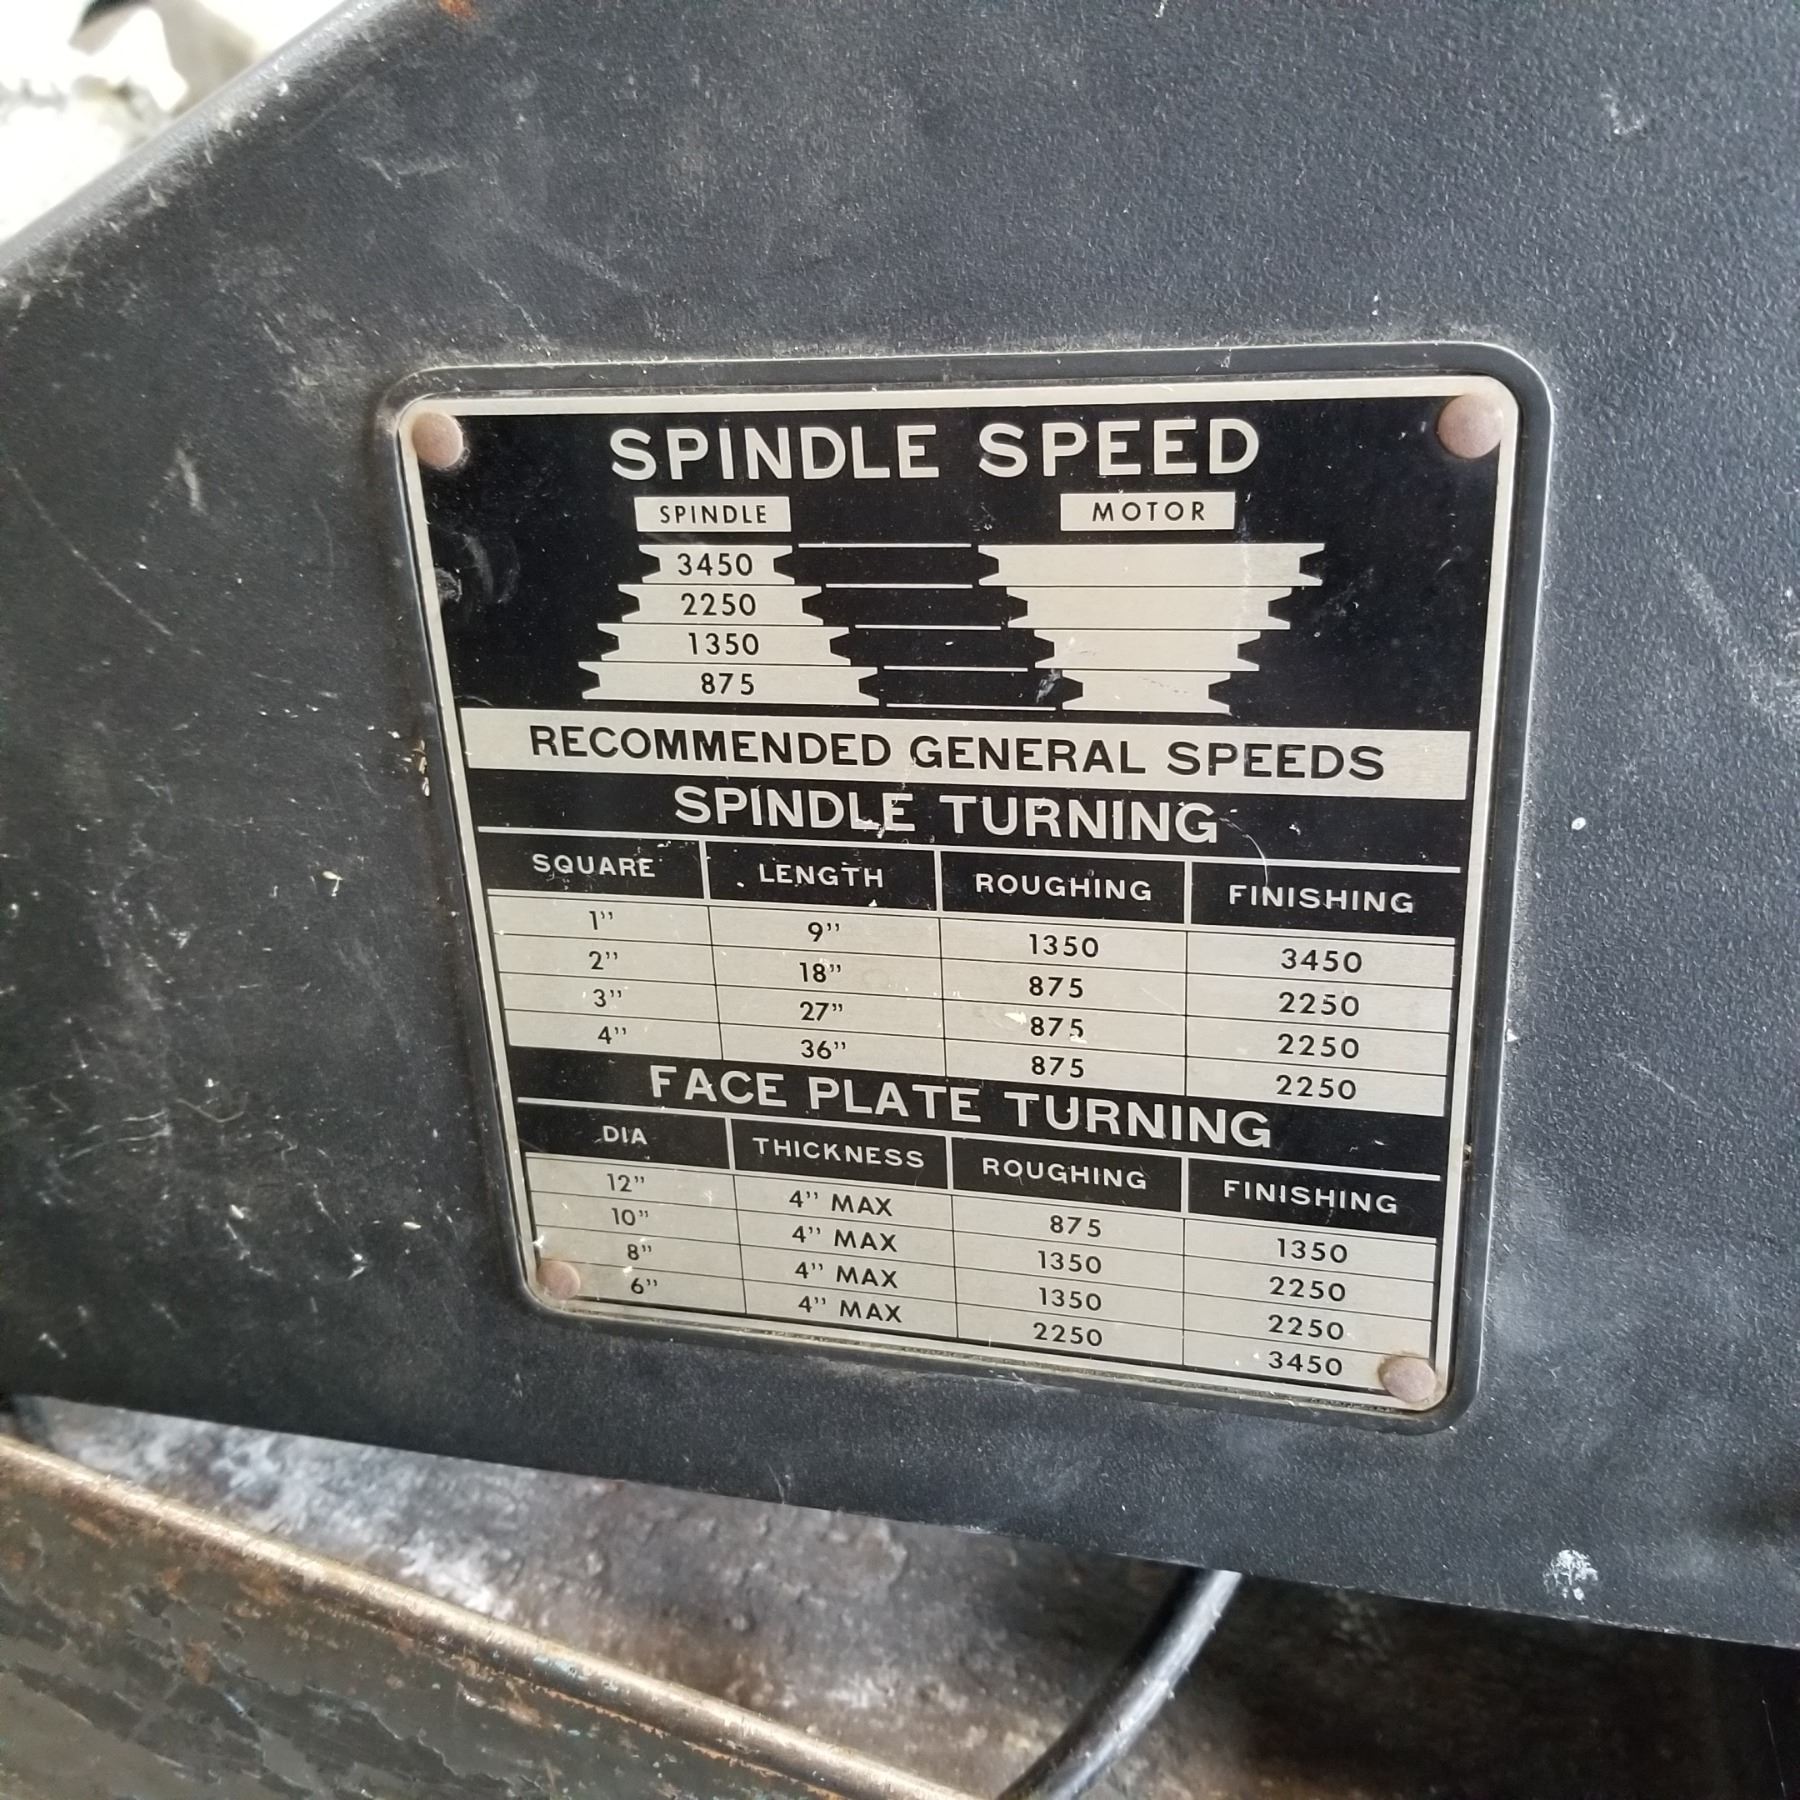 SPINDLE SPEED
SPINDLE MOTOR
3450
2250
1350
875
RECOMMENDED GENERAL SPEEDS
SPINDLE TURNING
SQUARE LENGTH ROUGHING FINISHING
1" 9" 1350 3450
2" 18" 875 2250
3" 27" 875 2250
4" 36" 875 2250
FACE PLATE TURNING
DIA THICKNESS ROUGHING FINISHING
12" 4" MAX 875 1350
10" 4" MAX 1350 2250
8" 4" MAX 1350 2250
6" 4" MAX 2250 3450